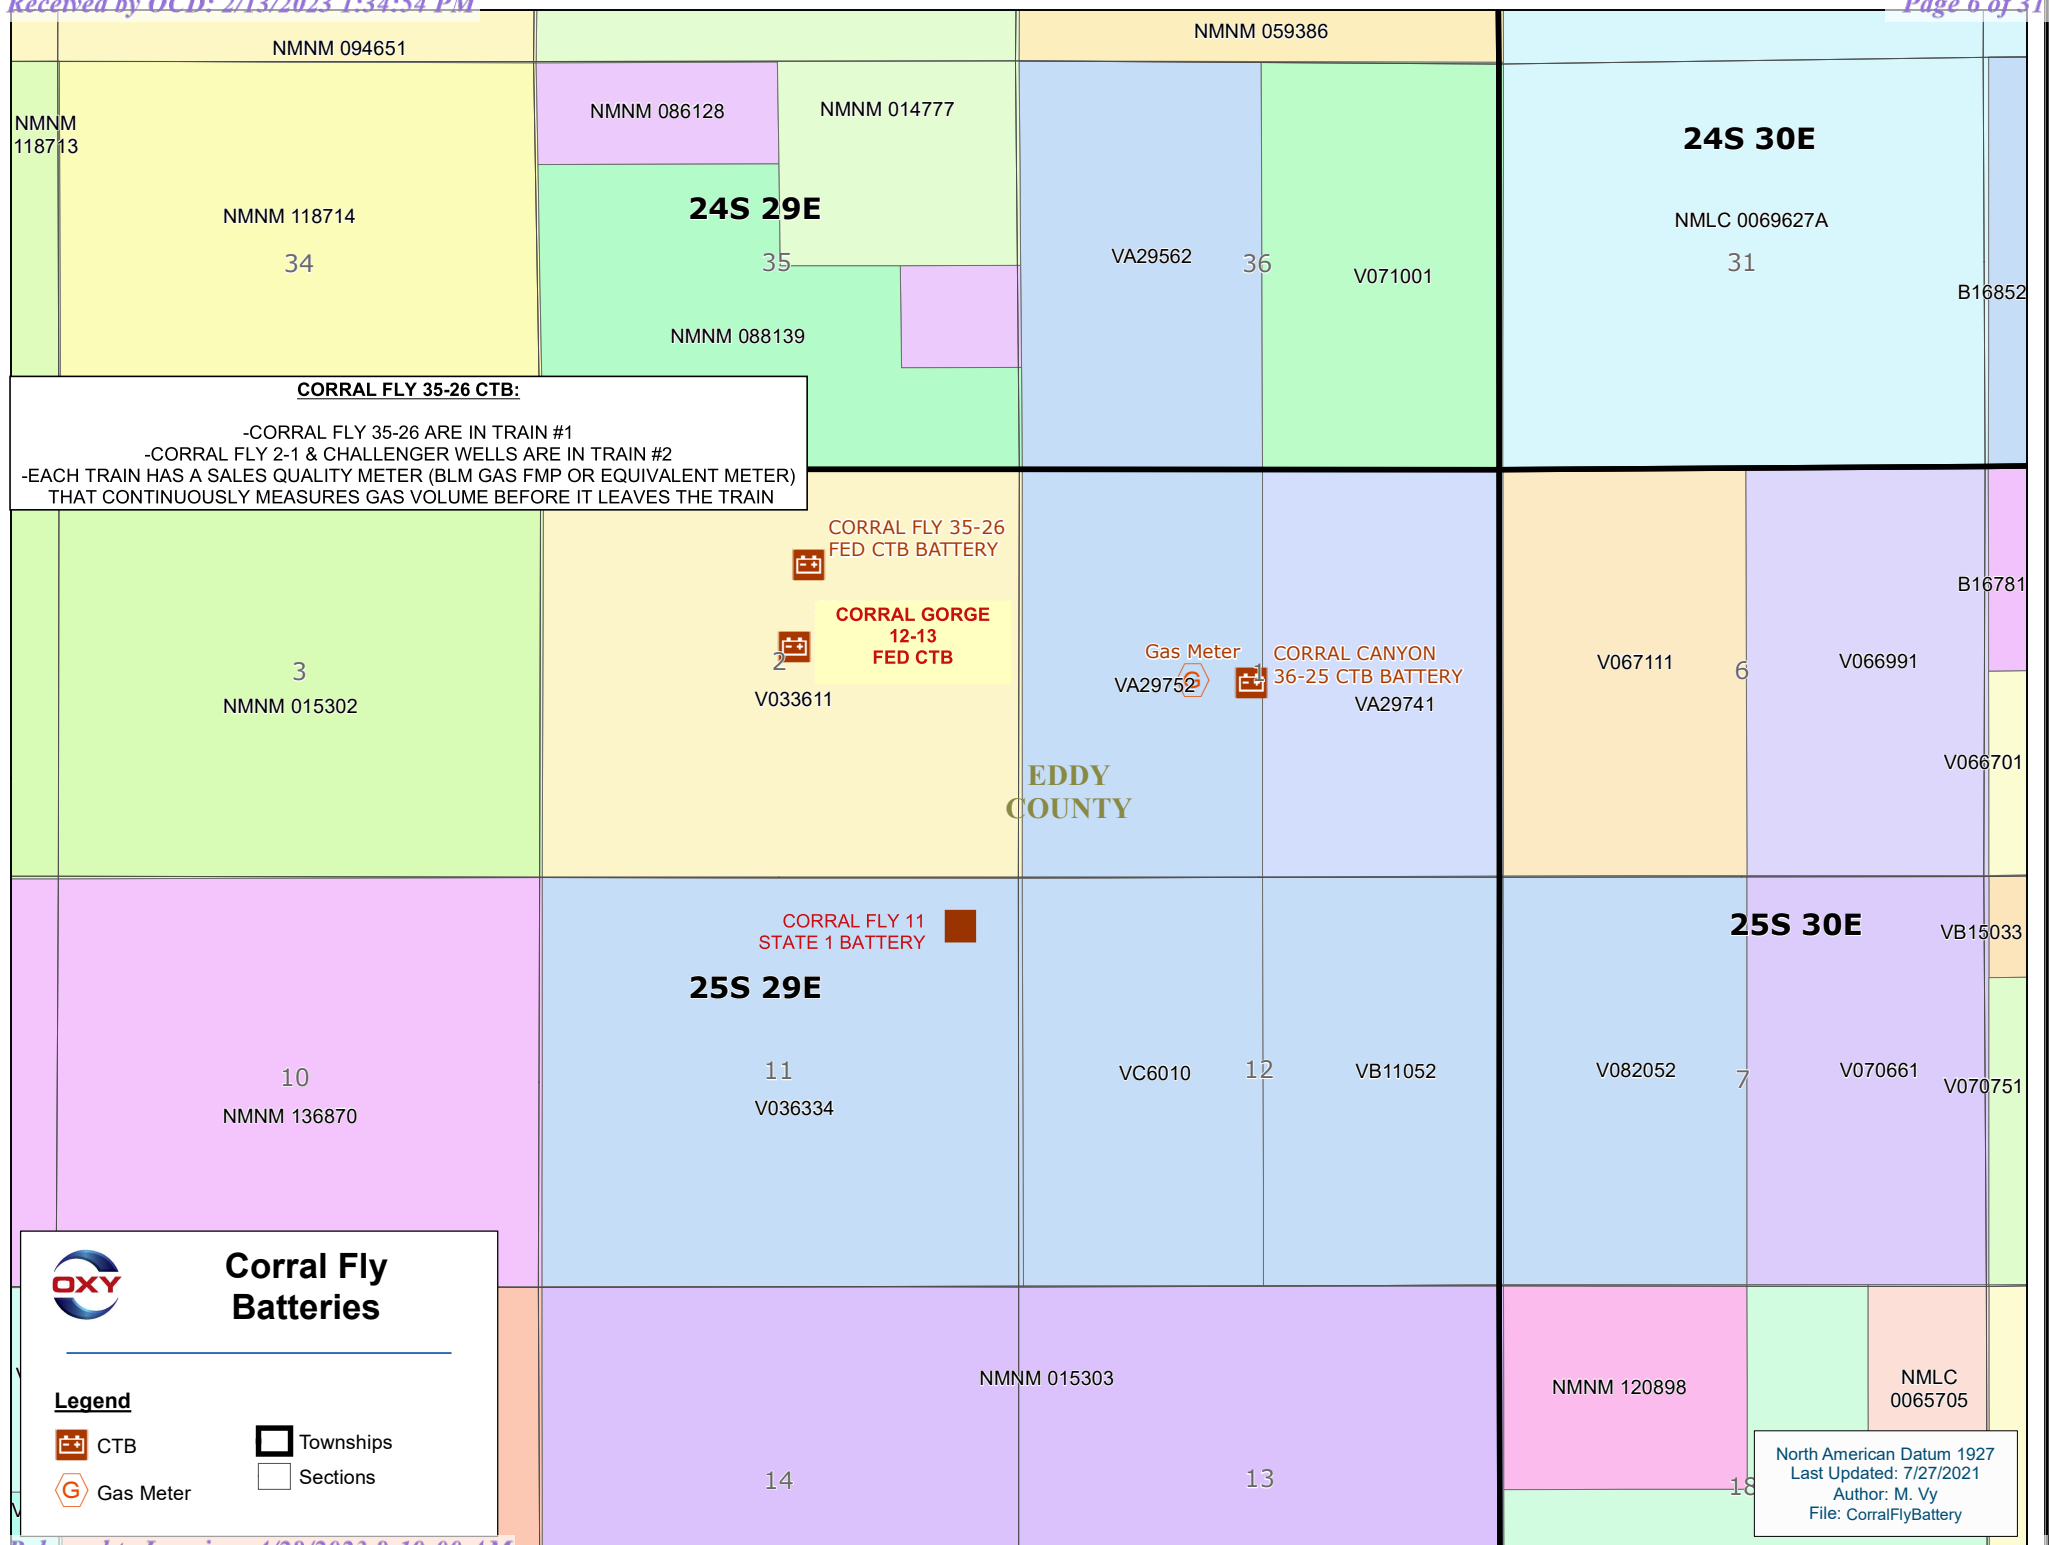 Received by OCD: 2/13/2023 1:34:54 PM
Page 6 of 31
NMNM 094651
NMNM 059386
NMNM
118713
NMNM 086128
NMNM 014777
24S 30E
NMNM 118714
24S 29E
NMLC 0069627A
34
35
VA29562
36
V071001
31
B16852
NMNM 088139
CORRAL FLY 35-26 CTB:
-CORRAL FLY 35-26 ARE IN TRAIN #1
-CORRAL FLY 2-1 & CHALLENGER WELLS ARE IN TRAIN #2
-EACH TRAIN HAS A SALES QUALITY METER (BLM GAS FMP OR EQUIVALENT METER)
THAT CONTINUOUSLY MEASURES GAS VOLUME BEFORE IT LEAVES THE TRAIN
CORRAL FLY 35-26
FED CTB BATTERY
B16781
CORRAL GORGE
12-13
FED CTB
3
NMNM 015302
2
V033611
Gas Meter
G
VA29752
1
CORRAL CANYON
36-25 CTB BATTERY
VA29741
V067111
6
V066991
V066701
EDDY
COUNTY
CORRAL FLY 11
STATE 1 BATTERY
25S 30E
VB15033
25S 29E
10
NMNM 136870
11
V036334
VC6010
12
VB11052
V082052
7
V070661
V070751
OXY
Corral Fly
Batteries
Legend
CTB
Townships
G
Gas Meter
Sections
NMNM 015303
NMNM 120898
NMLC
0065705
14
13
18
North American Datum 1927
Last Updated: 7/27/2021
Author: M. Vy
File: CorralFlyBattery